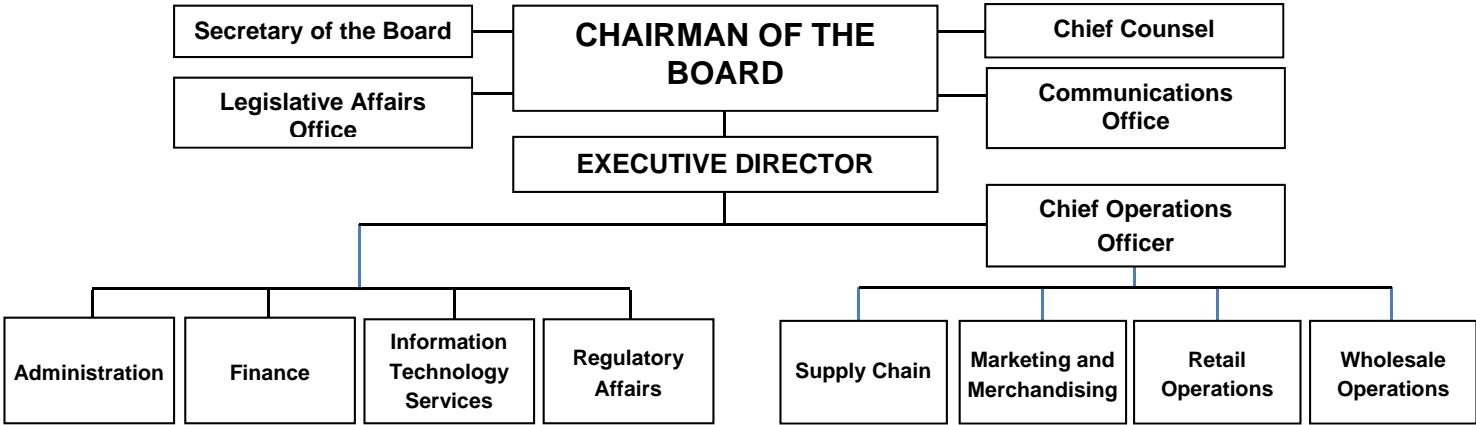 Secretary of the Board
CHAIRMAN OF THE
BOARD
Chief Counsel
Legislative Affairs
Office
Communications
Office
EXECUTIVE DIRECTOR
Chief Operations
Officer
Administration
Finance
Information
Technology
Services
Regulatory
Affairs
Supply Chain
Marketing and
Merchandising
Retail
Operations
Wholesale
Operations